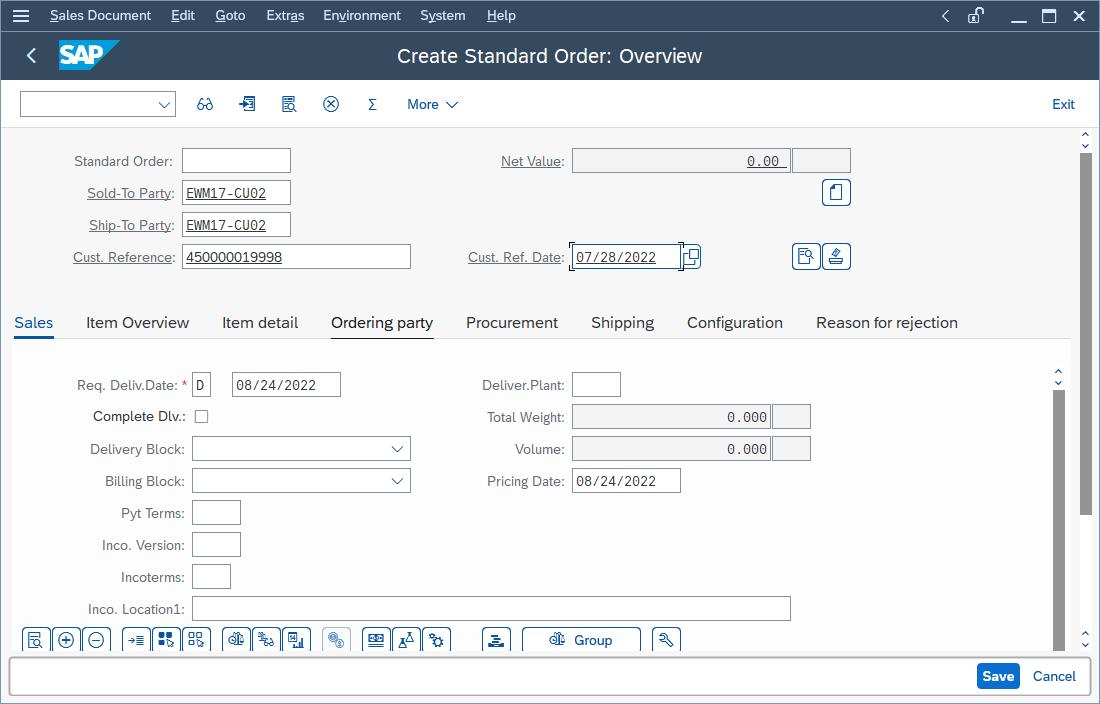 Sales Document Edit Goto Extras Environment System Help
SAP Create Standard Order: Overview
More Exit
Standard Order: Net Value: 0.00
Sold-To Party: EWM17-CU02
Ship-To Party: EWM17-CU02
Cust. Reference: 450000019998 Cust. Ref. Date: 07/28/2022
Sales Item Overview Item detail Ordering party Procurement Shipping Configuration Reason for rejection
Req. Deliv.Date: * D 08/24/2022 Deliver.Plant:
Complete Dlv.: Total Weight: 0.000
Delivery Block: Volume: 0.000
Billing Block: Pricing Date: 08/24/2022
Pyt Terms:
Inco. Version:
Incoterms:
Inco. Location1:
Group
Save Cancel